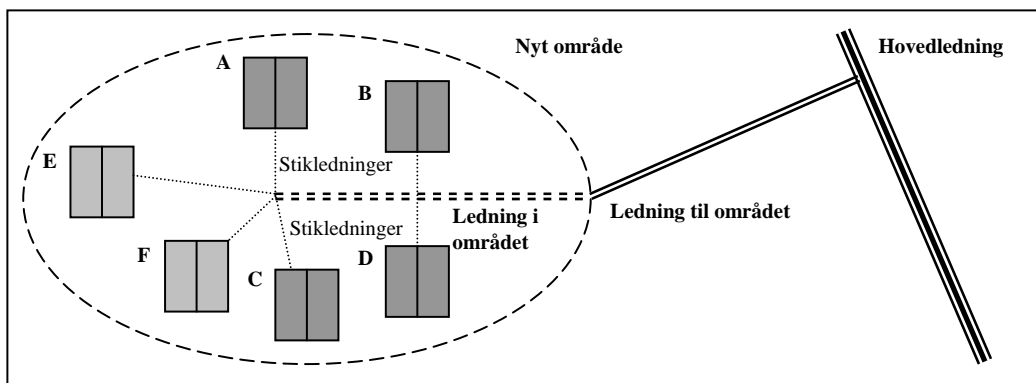 Nyt område
Hovedledning
A
B
Stikledninger
E
Ledning til området
Ledning i
området
Stikledninger
F
C
D